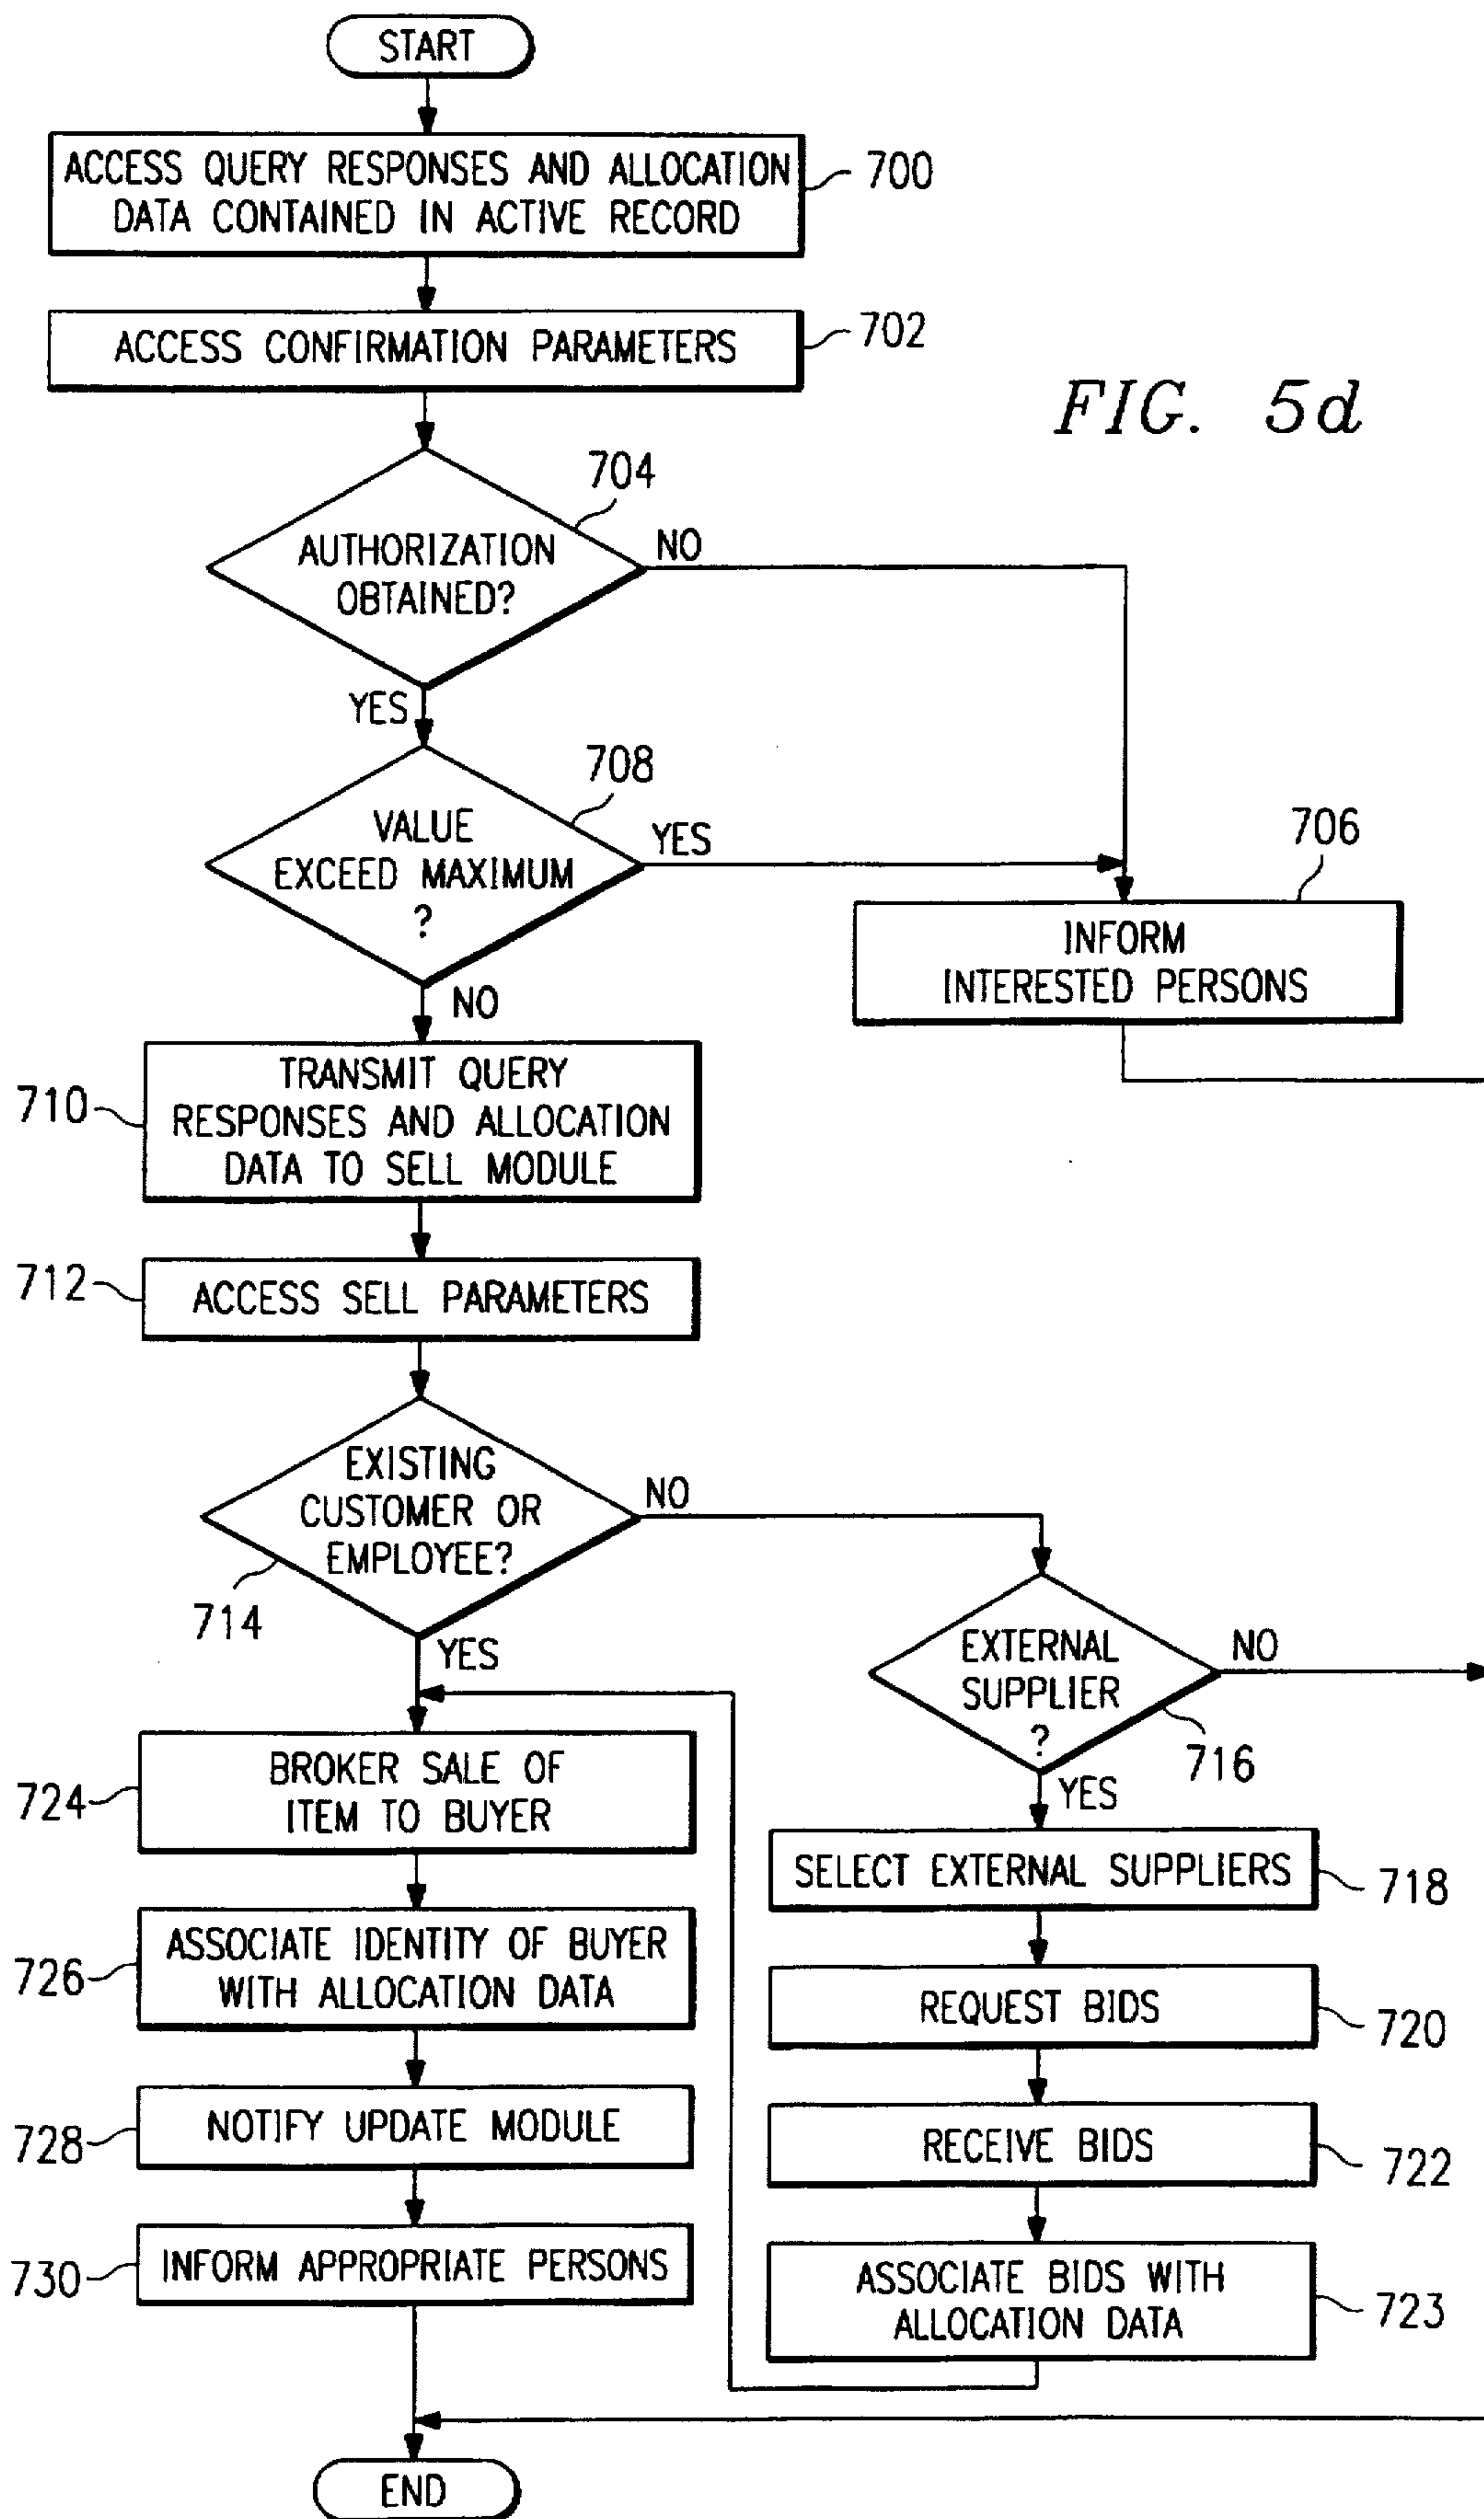 START
ACCESS QUERY RESPONSES AND ALLOCATION
DATA CONTAINED IN ACTIVE RECORD
700
ACCESS CONFIRMATION PARAMETERS
702
FIG. 5d
704
AUTHORIZATION
OBTAINED?
NO
YES
708
VALUE
EXCEED MAXIMUM
?
YES
NO
706
INFORM
INTERESTED PERSONS
710
TRANSMIT QUERY
RESPONSES AND ALLOCATION
DATA TO SELL MODULE
712
ACCESS SELL PARAMETERS
EXISTING
CUSTOMER OR
EMPLOYEE?
NO
714
YES
EXTERNAL
SUPPLIER
?
NO
716
YES
724
BROKER SALE OF
ITEM TO BUYER
SELECT EXTERNAL SUPPLIERS
718
726
ASSOCIATE IDENTITY OF BUYER
WITH ALLOCATION DATA
REQUEST BIDS
720
728
NOTIFY UPDATE MODULE
RECEIVE BIDS
722
730
INFORM APPROPRIATE PERSONS
ASSOCIATE BIDS WITH
ALLOCATION DATA
723
END